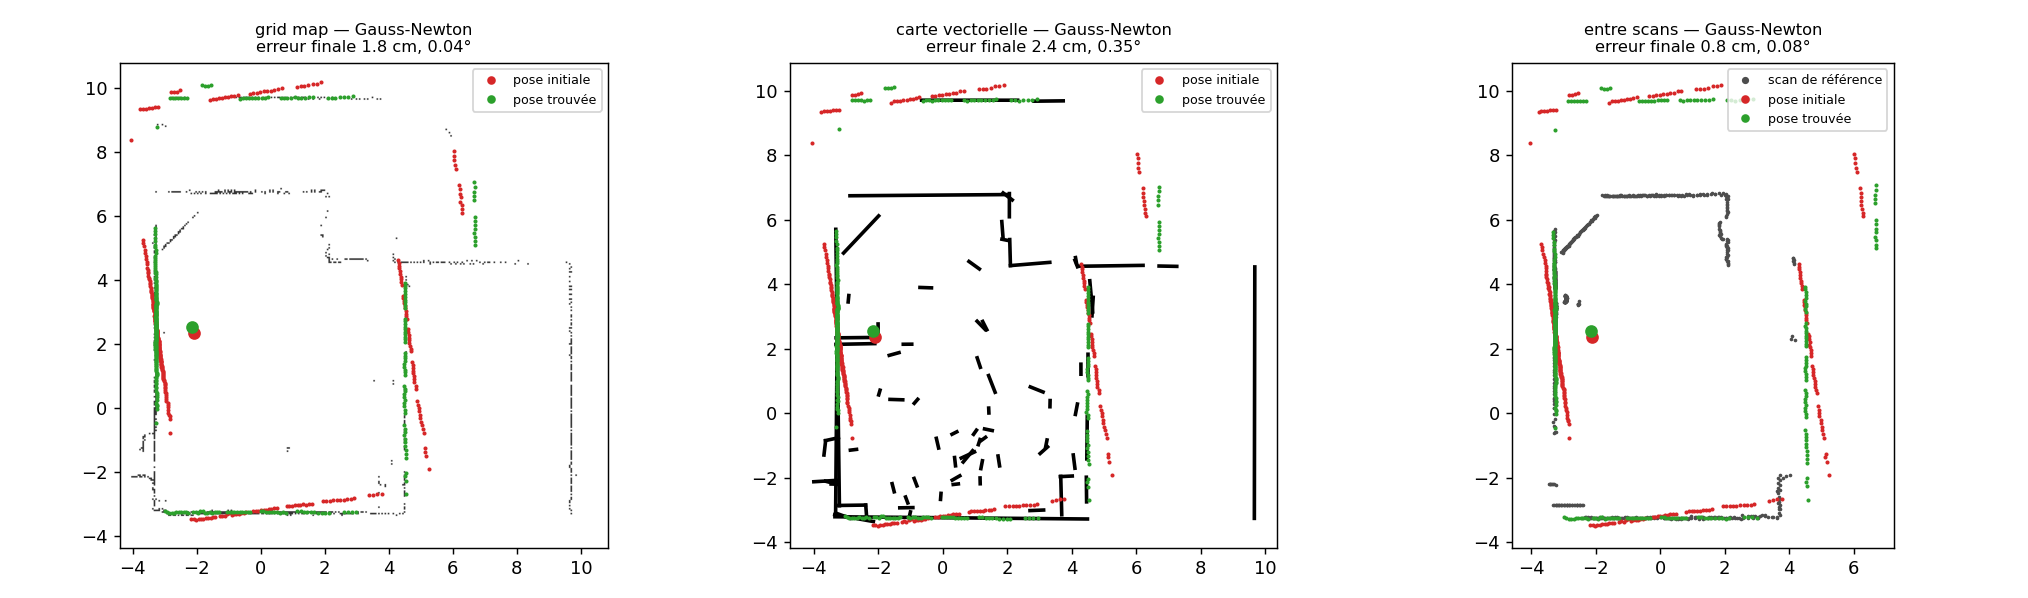 grid map — Gauss-Newton
erreur finale 1.8 cm, 0.04°
pose initiale
pose trouvée
10
8
6
4
2
0
−2
−4
−4 −2 0 2 4 6 8 10
carte vectorielle — Gauss-Newton
erreur finale 2.4 cm, 0.35°
pose initiale
pose trouvée
10
8
6
4
2
0
−2
−4
−4 −2 0 2 4 6 8 10
entre scans — Gauss-Newton
erreur finale 0.8 cm, 0.08°
scan de référence
pose initiale
pose trouvée
10
8
6
4
2
0
−2
−4
−4 −2 0 2 4 6